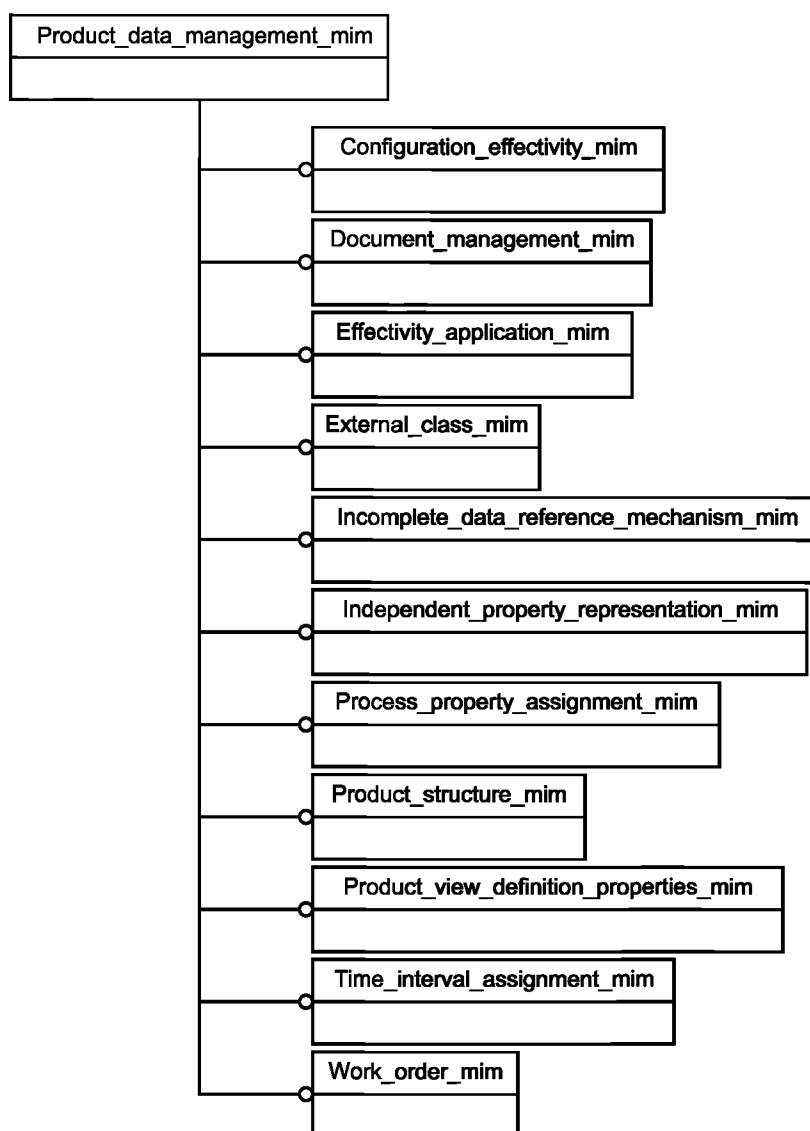 Product_data_management_mim
Configuration_effectivity_mim
Document_management_mim
Effectivity_application_mim
External_class_mim
Incomplete_data_reference_mechanism_mim
Independent_property_representation_mim
Process_property_assignment_mim
Product_structure_mim
Product_view_definition_properties_mim
Time_interval_assignment_mim
Work_order_mim